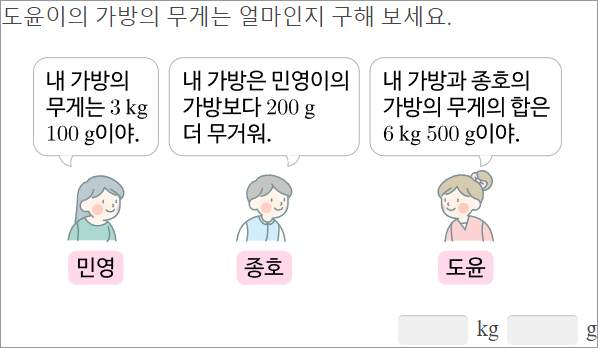 도윤이의 가방의 무게는 얼마인지 구해 보세요.
내 가방의
무게는 3 kg
100 g이야.
내 가방은 민영이의
가방보다 200 g
더 무거워.
내 가방과 종호의
가방의 무게의 합은
6 kg 500 g이야.
민영
종호
도윤
kg g